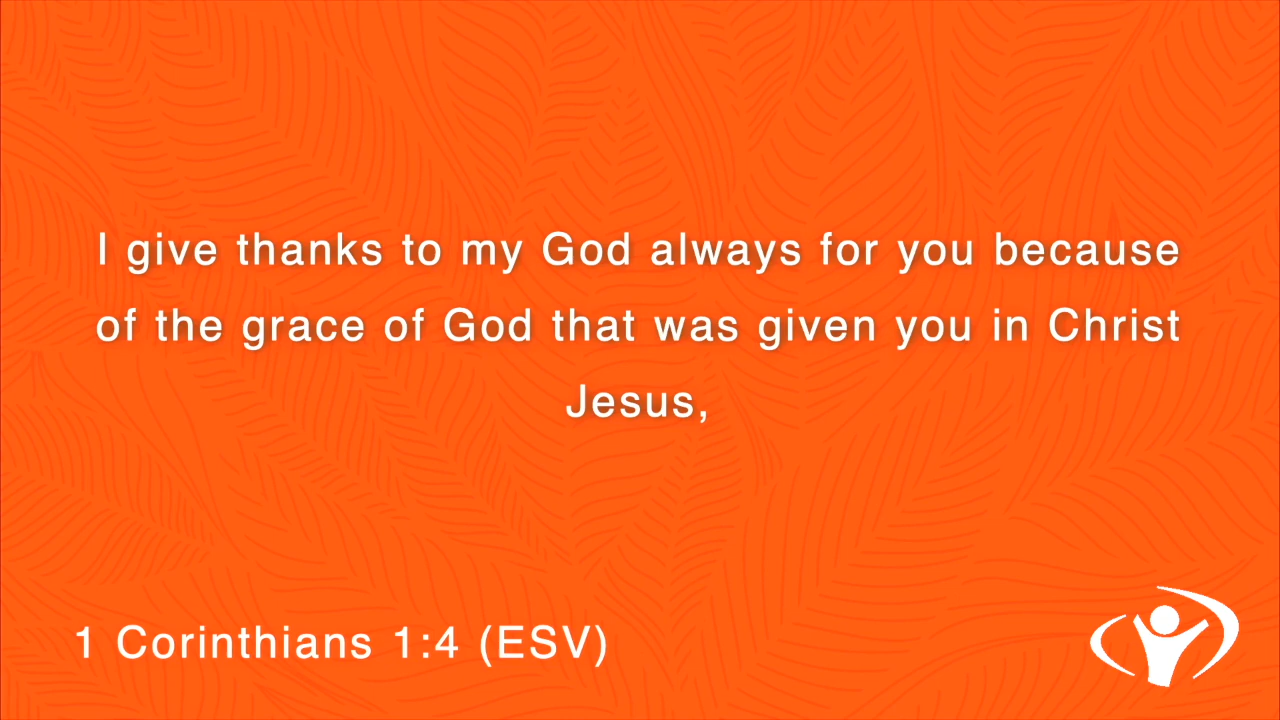 I give thanks to my God always for you because
of the grace of God that was given you in Christ
Jesus,
1 Corinthians 1:4 (ESV)